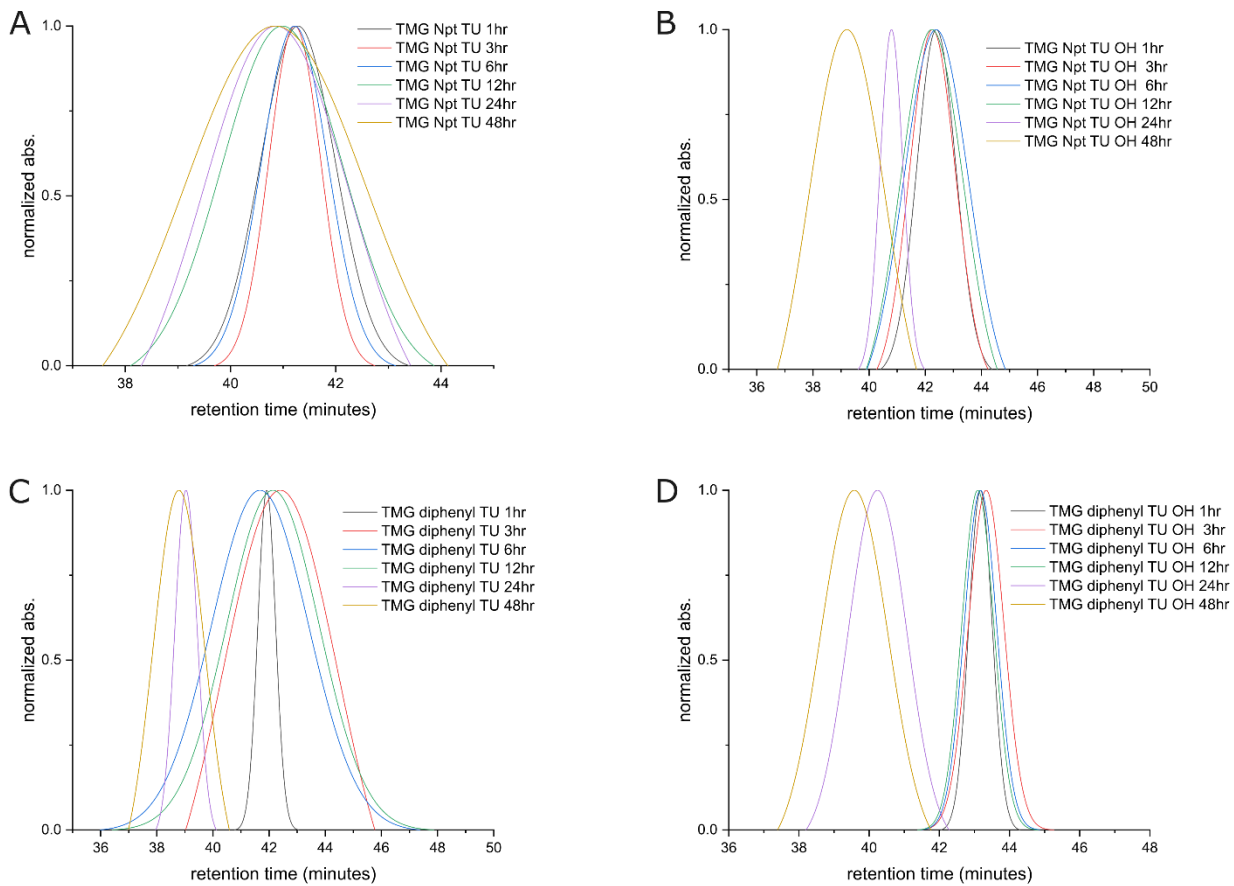 A
TMG Npt TU 1hr
TMG Npt TU 3hr
TMG Npt TU 6hr
TMG Npt TU 12hr
TMG Npt TU 24hr
TMG Npt TU 48hr
1.0
0.5
0.0
normalized abs.
38 40 42 44
retention time (minutes)
B
TMG Npt TU OH 1hr
TMG Npt TU OH  3hr
TMG Npt TU OH  6hr
TMG Npt TU OH 12hr
TMG Npt TU OH 24hr
TMG Npt TU OH 48hr
1.0
0.5
0.0
normalized abs.
36 38 40 42 44 46 48 50
retention time (minutes)
C
TMG diphenyl TU 1hr
TMG diphenyl TU 3hr
TMG diphenyl TU 6hr
TMG diphenyl TU 12hr
TMG diphenyl TU 24hr
TMG diphenyl TU 48hr
1.0
0.5
0.0
normalized abs.
36 38 40 42 44 46 48 50
retention time (minutes)
D
TMG diphenyl TU OH 1hr
TMG diphenyl TU OH  3hr
TMG diphenyl TU OH  6hr
TMG diphenyl TU OH 12hr
TMG diphenyl TU OH 24hr
TMG diphenyl TU OH 48hr
1.0
0.5
0.0
normalized abs.
36 38 40 42 44 46 48
retention time (minutes)